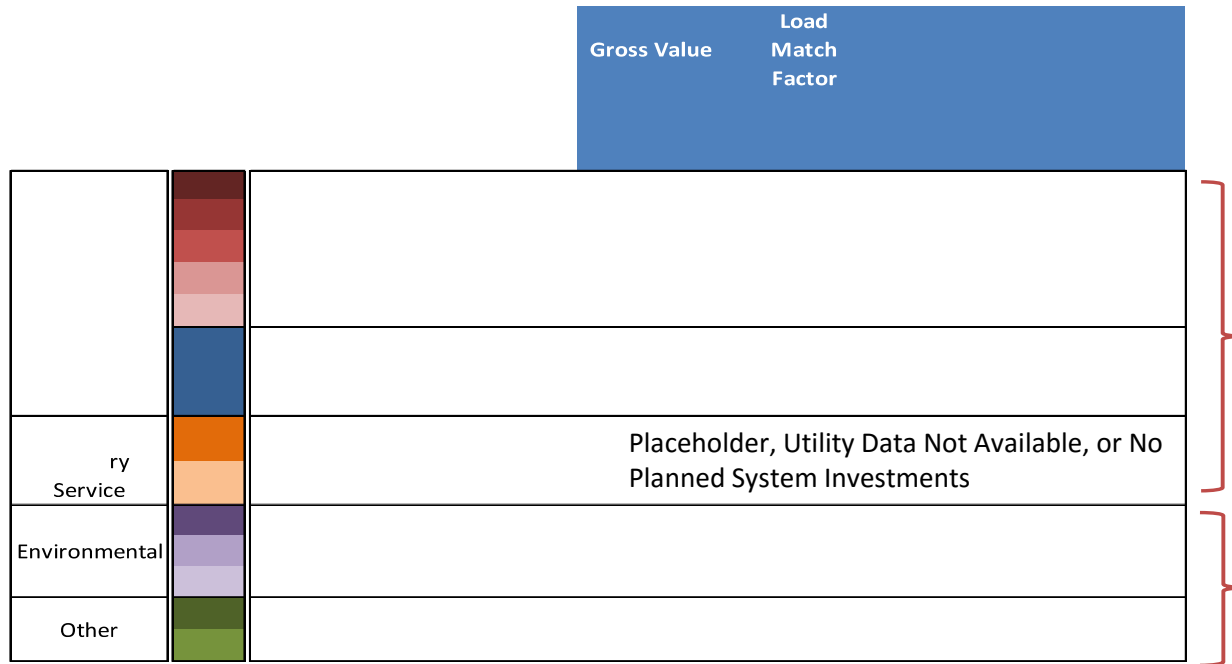 Gross Value
Load
Match
Factor
ry
Service
Placeholder, Utility Data Not Available, or No
Planned System Investments
Environmental
Other